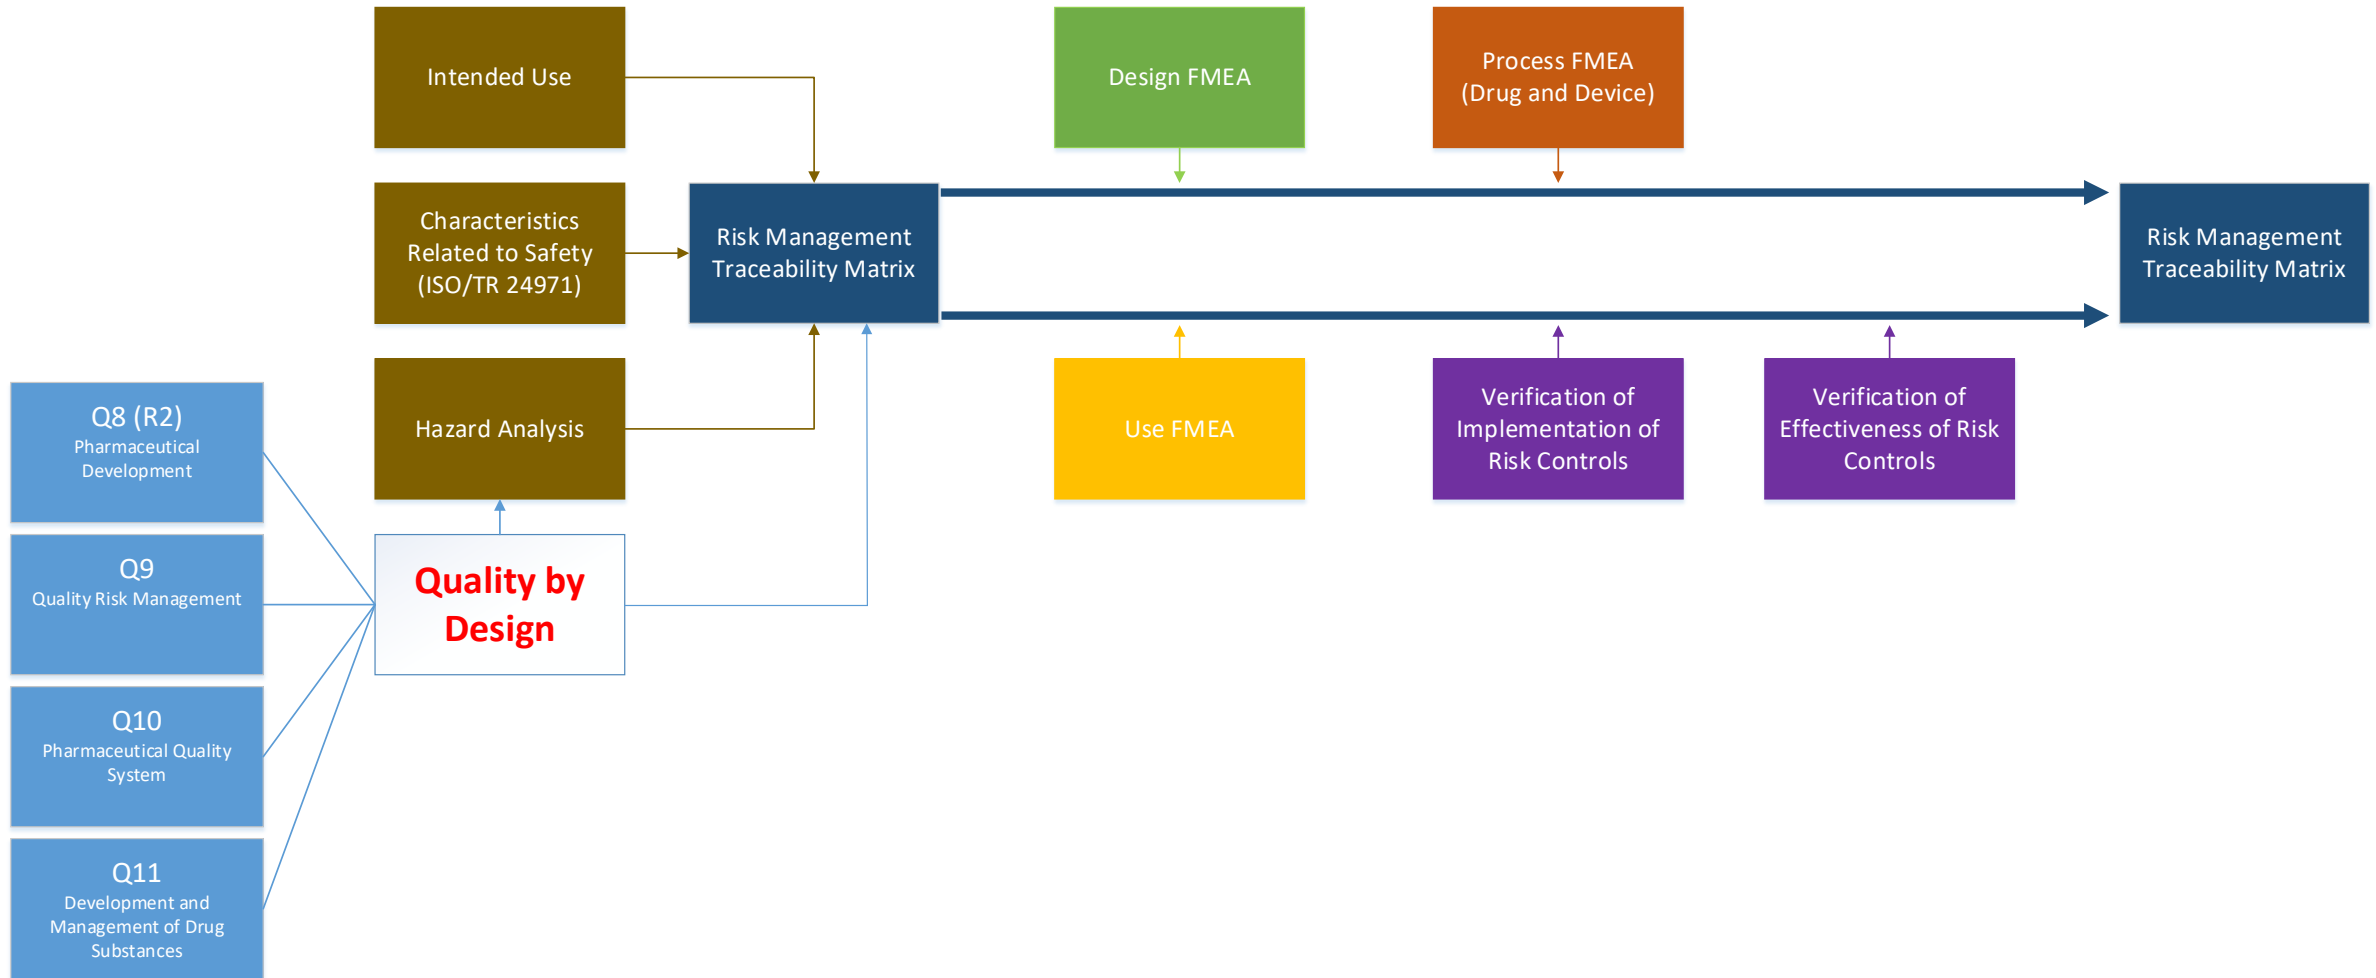 Intended Use
Design FMEA
Process FMEA
(Drug and Device)
Characteristics
Related to Safety
(ISO/TR 24971)
Risk Management
Traceability Matrix
Risk Management
Traceability Matrix
Hazard Analysis
Use FMEA
Verification of
Implementation of
Risk Controls
Verification of
Effectiveness of Risk
Controls
Q8 (R2)
Pharmaceutical
Development
Q9
Quality Risk Management
Quality by
Design
Q10
Pharmaceutical Quality
System
Q11
Development and
Management of Drug
Substances